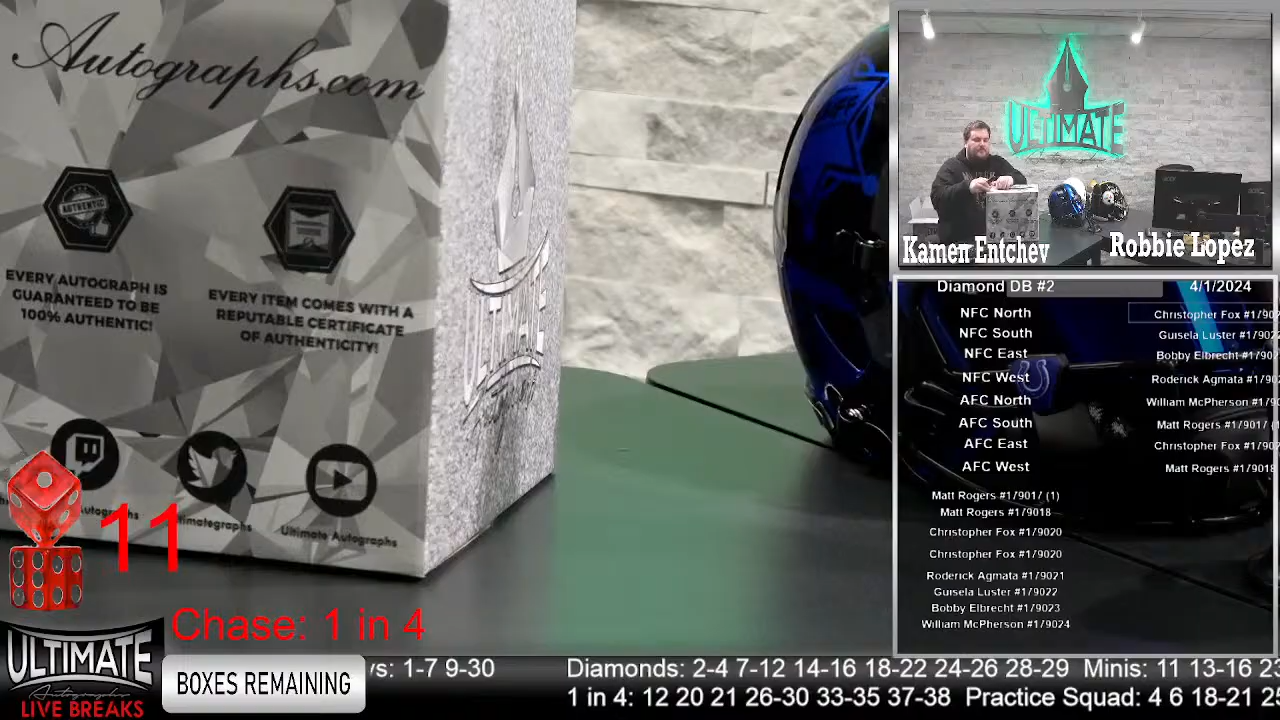 Autographs.com
EVERY AUTOGRAPH IS
GUARANTEED TO BE
100% AUTHENTIC!
AUTHENTIC
EVERY ITEM COMES WITH A
REPUTABLE CERTIFICATE
OF AUTHENTICITY!
Ultimate Autographs
11
Chase: 1 in 4
ULTIMATE
Autographs
LIVE BREAKS
BOXES REMAINING
ULTIMATE
Kamen Entchev
Robbie Lopez
Diamond DB #2 4/1/2024
NFC North Christopher Fox #1/902
NFC South Guisela Luster #1/902
NFC East Bobby Elbrecht #1/902
NFC West Roderick Agmata #1/902
AFC North William McPherson #1/90
AFC South Matt Rogers #1/9017 (1
AFC East Christopher Fox #1/902
AFC West Matt Rogers #1/9018
Matt Rogers #1/9017 (1)
Matt Rogers #1/9018
Christopher Fox #1/9020
Christopher Fox #1/9020
Roderick Agmata #1/9021
Guisela Luster #1/9022
Bobby Elbrecht #1/9023
William McPherson #1/9024
ys: 1-7 9-30 Diamonds: 2-4 7-12 14-16 18-22 24-26 28-29 Minis: 11 13-16 23
1 in 4: 12 20 21 26-30 33-35 37-38 Practice Squad: 4 6 18-21 25